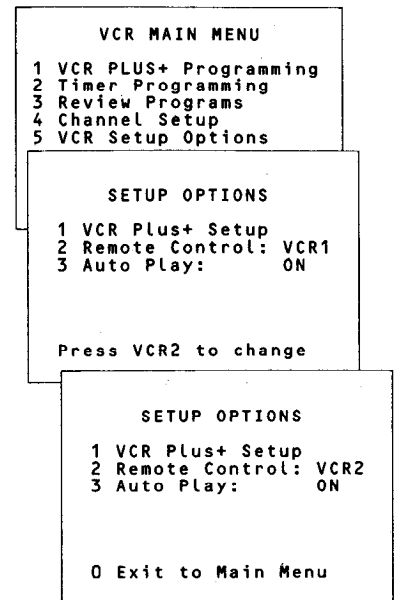 VCR MAIN MENU
1 VCR PLUS+ Programming
2 Timer Programming
3 Review Programs
4 Channel Setup
5 VCR Setup Options
SETUP OPTIONS
1 VCR Plus+ Setup
2 Remote Control: VCR1
3 Auto Play: ON
Press VCR2 to change
SETUP OPTIONS
1 VCR Plus+ Setup
2 Remote Control: VCR2
3 Auto Play: ON
0 Exit to Main Menu